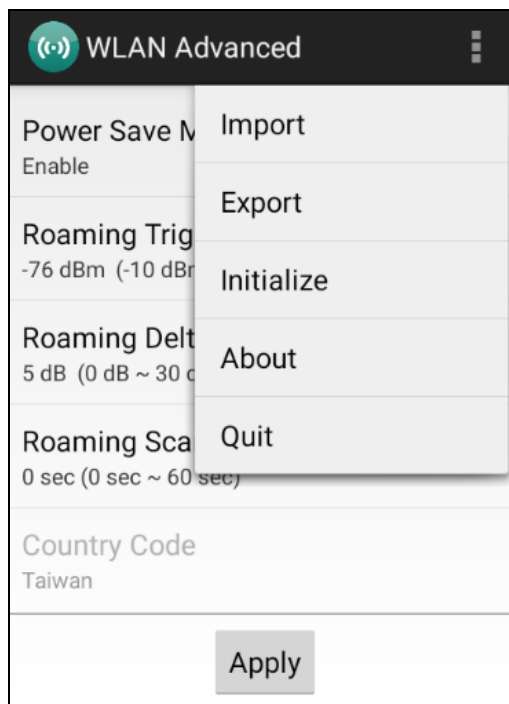 WLAN Advanced
Import
Power Save
Enable
Export
Roaming Trig
-76 dBm (-10
Initialize
Roaming Delt
5 dB (0 dB ~ 30
About
Roaming Sca
Quit
0 sec (0 sec ~ 60 sec)
Country Code
Taiwan
Apply